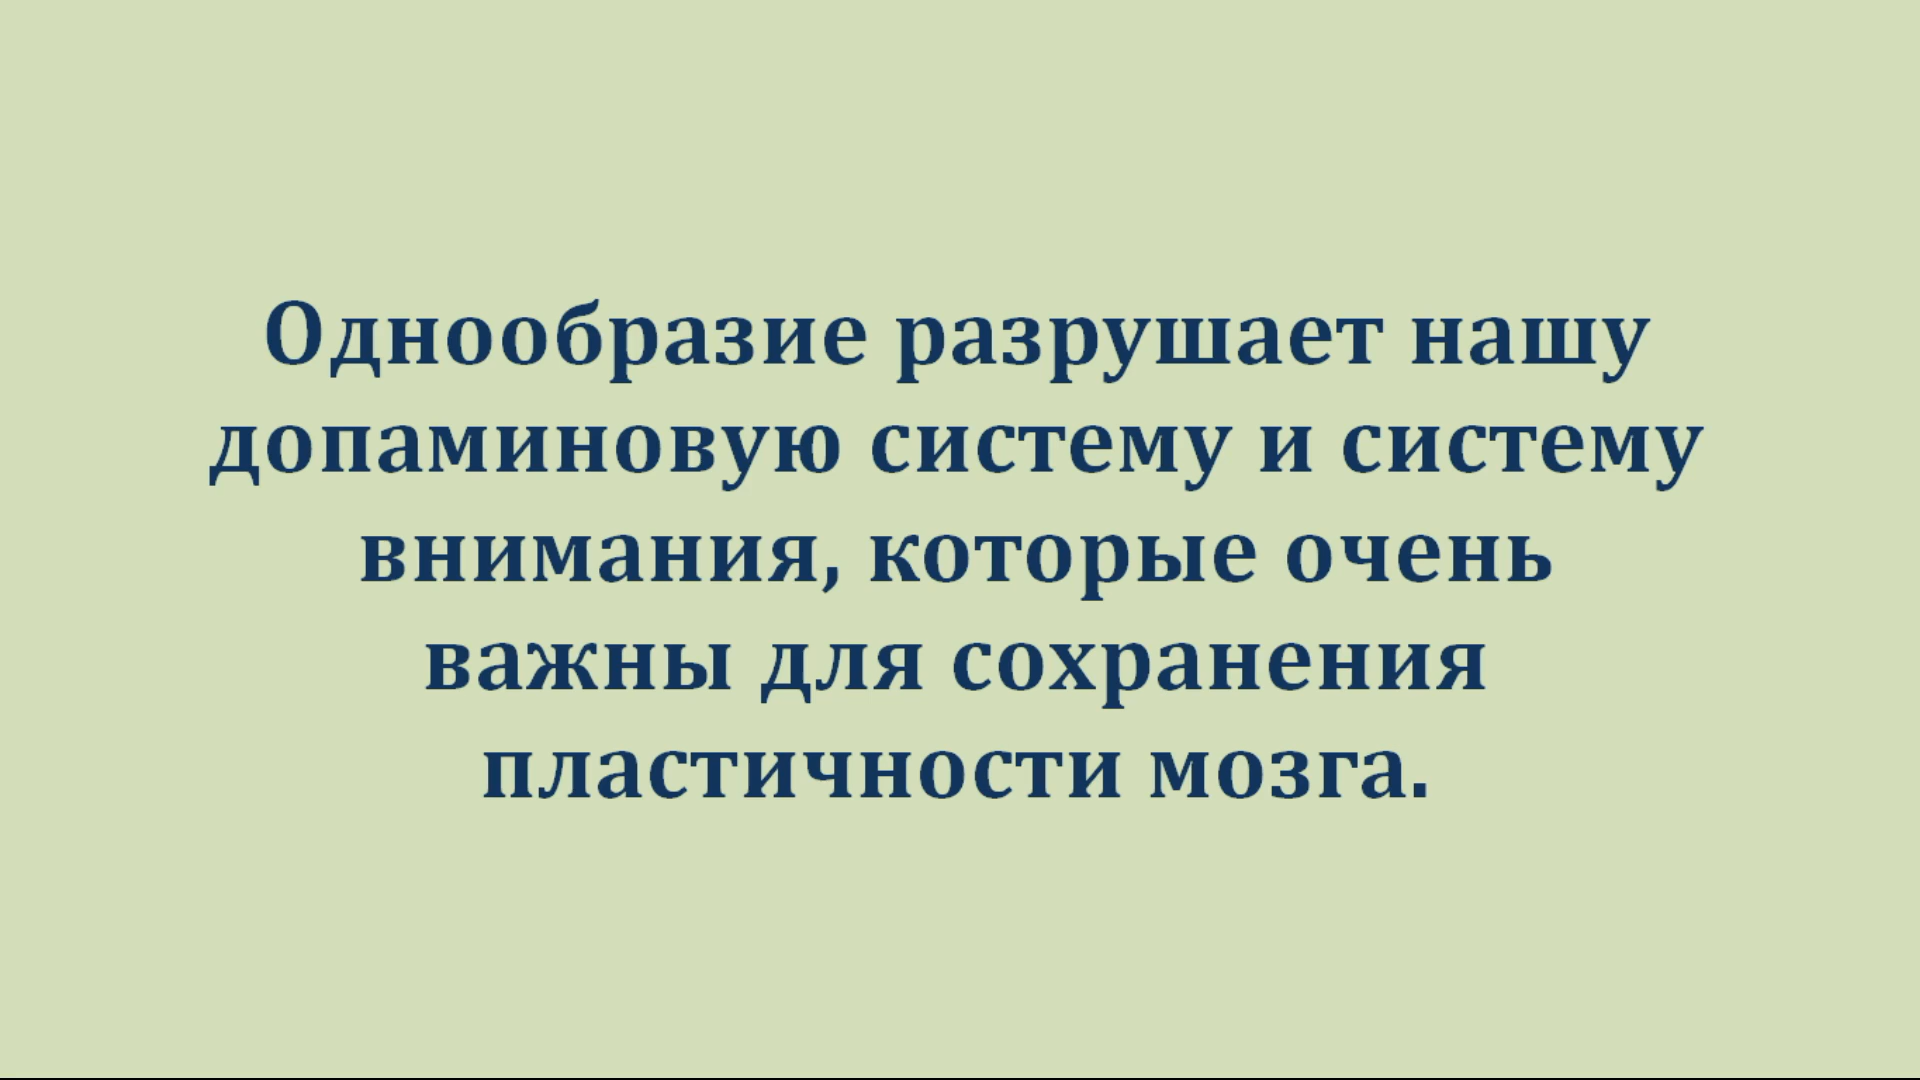 Однообразие разрушает нашу
допаминовую систему и систему
внимания, которые очень
важны для сохранения
пластичности мозга.